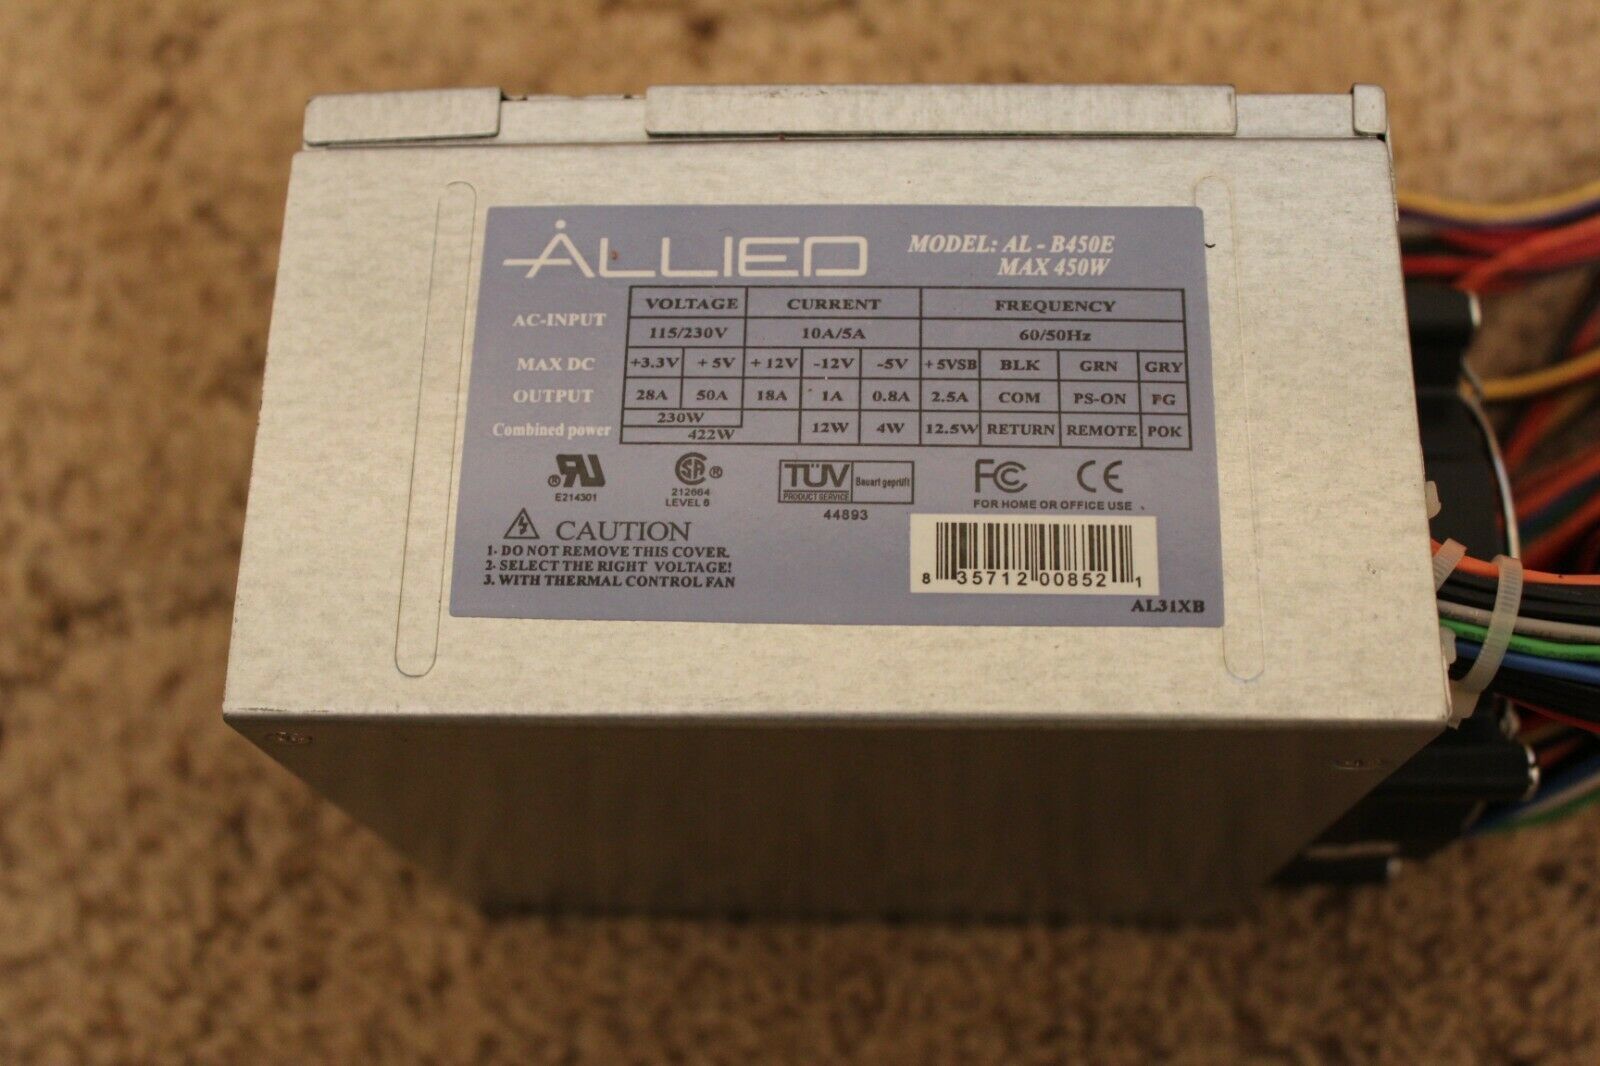 ALLIED
MODEL: AL - B450E
MAX 450W
AC-INPUT
VOLTAGE CURRENT FREQUENCY
115/230V 10A/5A 60/50Hz
MAX DC +3.3V +5V +12V -12V -5V +5VSB BLK GRN GRY
OUTPUT 28A 50A 18A 1A 0.8A 2.5A COM PS-ON PG
Combined power 230W 12W 4W 12.5W RETURN REMOTE POK
422W
E214301
SA ®
212664
LEVEL 6
TÜV Bauart geprüft
PRODUCT SERVICE
44893
FC CE
FOR HOME OR OFFICE USE
CAUTION
1. DO NOT REMOVE THIS COVER.
2. SELECT THE RIGHT VOLTAGE!
3. WITH THERMAL CONTROL FAN
8 35712 00852 1
AL31XB